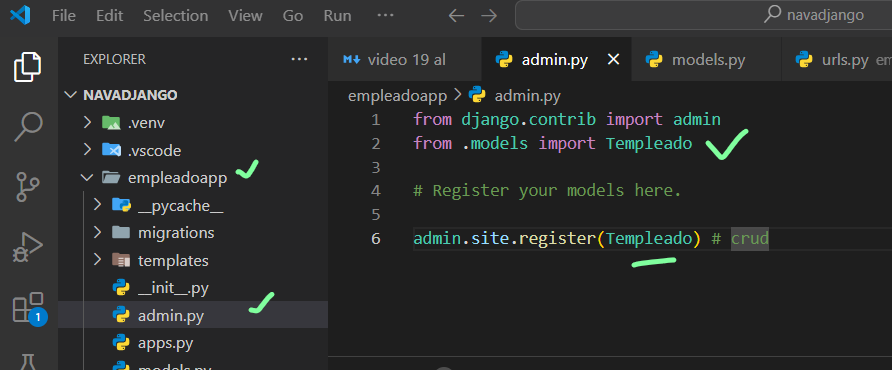 File Edit Selection View Go Run ··· navadjango
EXPLORER ···
NAVADJANGO
.venv
.vscode
empleadoapp
__pycache__
migrations
templates
__init__.py
admin.py
apps.py
models.py
1
video 19 al admin.py models.py urls.py em
empleadoapp > admin.py
1 from django.contrib import admin
2 from .models import Templeado
3
4 # Register your models here.
5
6 admin.site.register(Templeado) # crud